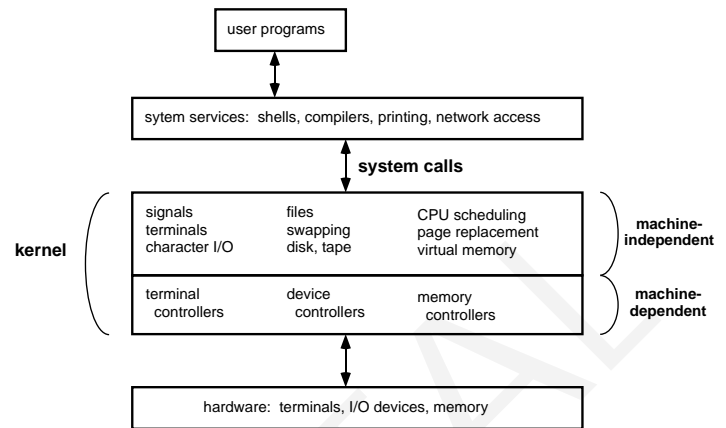 user programs
sytem services: shells, compilers, printing, network access
system calls
kernel
signals
terminals
character I/O
files
swapping
disk, tape
CPU scheduling
page replacement
virtual memory
machine-
independent
terminal
controllers
device
controllers
memory
controllers
machine-
dependent
hardware: terminals, I/O devices, memory